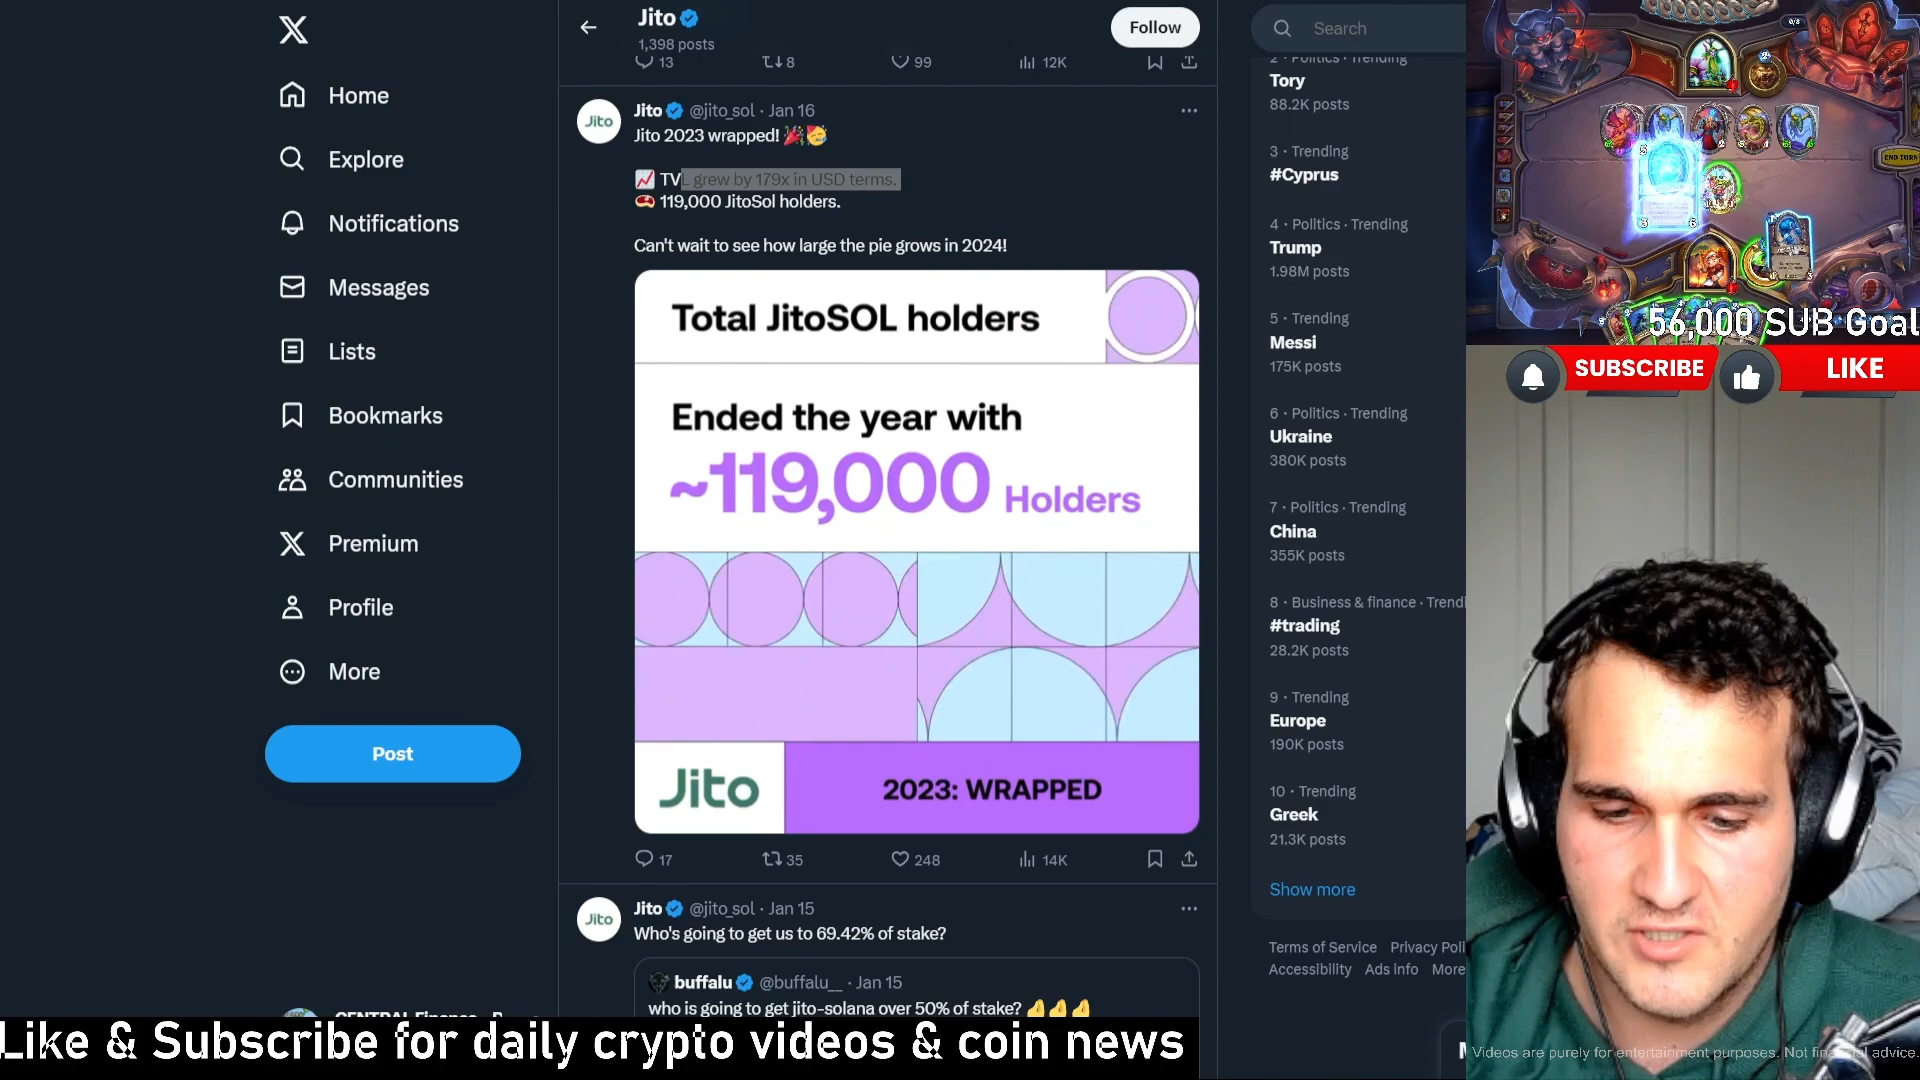 Home
Explore
Notifications
Messages
Lists
Bookmarks
Communities
Premium
Profile
More
Post
Jito
1,398 posts
Follow
13 8 99 12K
Jito @jito_sol · Jan 16
Jito 2023 wrapped! 🎉🥳
📈 TVL grew by 179x in USD terms.
119,000 JitoSol holders.
Can't wait to see how large the pie grows in 2024!
Total JitoSOL holders
Ended the year with
~119,000 Holders
Jito
2023: WRAPPED
17 35 248 14K
Jito @jito_sol · Jan 15
Who's going to get us to 69.42% of stake?
buffalu @buffalu__ · Jan 15
who is going to get jito-solana over 50% of stake?
Search
2 · Politics · Trending
Tory
88.2K posts
3 · Trending
#Cyprus
4 · Politics · Trending
Trump
1.98M posts
5 · Trending
Messi
175K posts
6 · Politics · Trending
Ukraine
380K posts
7 · Politics · Trending
China
355K posts
8 · Business & finance · Trendi
#trading
28.2K posts
9 · Trending
Europe
190K posts
10 · Trending
Greek
21.3K posts
Show more
Terms of Service Privacy Poli
Accessibility Ads info More
END TURN
56,000 SUB Goal
SUBSCRIBE
LIKE
Like & Subscribe for daily crypto videos & coin news
Videos are purely for entertainment purposes. Not financial advice.